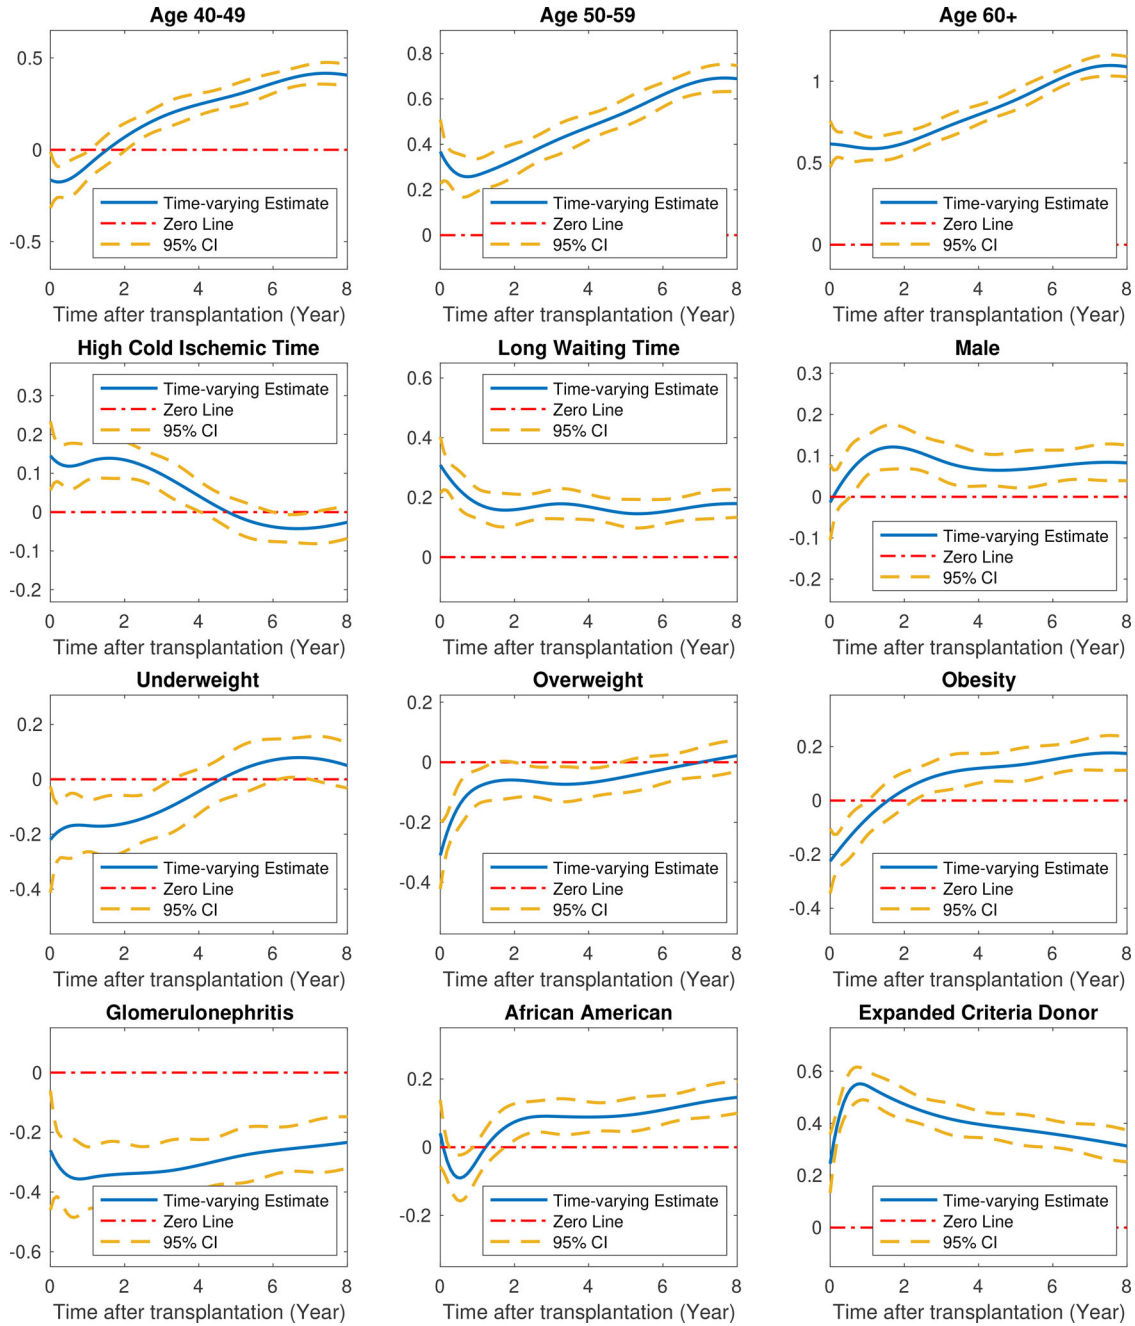 Age 40-49
0.5
0
-0.5
Time-varying Estimate
Zero Line
95% CI
0 2 4 6 8
Time after transplantation (Year)
Age 50-59
0.8
0.6
0.4
0.2
0
Time-varying Estimate
Zero Line
95% CI
0 2 4 6 8
Time after transplantation (Year)
Age 60+
1
0.5
0
Time-varying Estimate
Zero Line
95% CI
0 2 4 6 8
Time after transplantation (Year)
High Cold Ischemic Time
0.3
0.2
0.1
0
-0.1
-0.2
Time-varying Estimate
Zero Line
95% CI
0 2 4 6 8
Time after transplantation (Year)
Long Waiting Time
0.6
0.4
0.2
0
Time-varying Estimate
Zero Line
95% CI
0 2 4 6 8
Time after transplantation (Year)
Male
0.3
0.2
0.1
0
-0.1
-0.2
Time-varying Estimate
Zero Line
95% CI
0 2 4 6 8
Time after transplantation (Year)
Underweight
0.2
0
-0.2
-0.4
Time-varying Estimate
Zero Line
95% CI
0 2 4 6 8
Time after transplantation (Year)
Overweight
0.2
0
-0.2
-0.4
Time-varying Estimate
Zero Line
95% CI
0 2 4 6 8
Time after transplantation (Year)
Obesity
0.2
0
-0.2
-0.4
Time-varying Estimate
Zero Line
95% CI
0 2 4 6 8
Time after transplantation (Year)
Glomerulonephritis
0
-0.2
-0.4
-0.6
Time-varying Estimate
Zero Line
95% CI
0 2 4 6 8
Time after transplantation (Year)
African American
0.2
0
-0.2
Time-varying Estimate
Zero Line
95% CI
0 2 4 6 8
Time after transplantation (Year)
Expanded Criteria Donor
0.6
0.4
0.2
0
Time-varying Estimate
Zero Line
95% CI
0 2 4 6 8
Time after transplantation (Year)